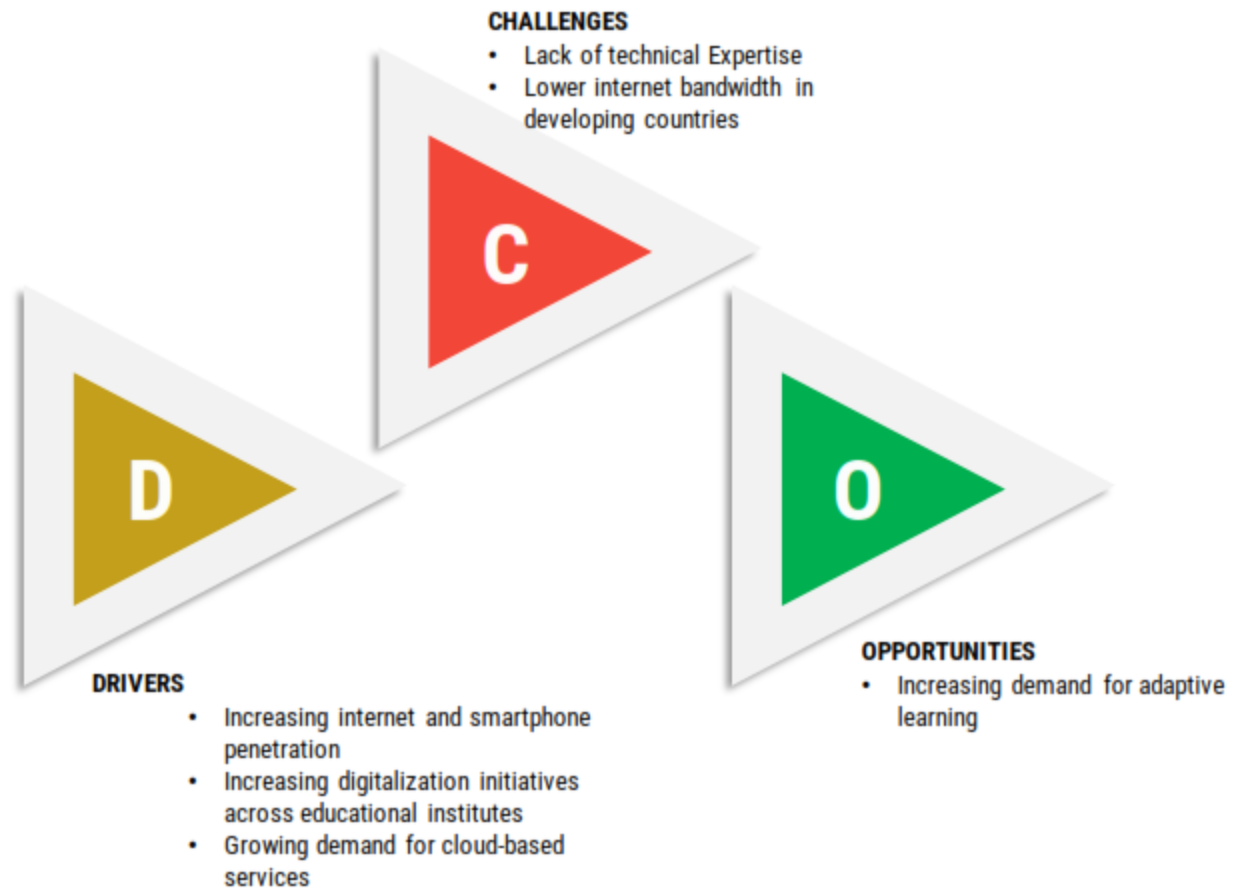 CHALLENGES
• Lack of technical Expertise
• Lower internet bandwidth in
developing countries
C
D
O
DRIVERS
• Increasing internet and smartphone
penetration
• Increasing digitalization initiatives
across educational institutes
• Growing demand for cloud-based
services
OPPORTUNITIES
• Increasing demand for adaptive
learning